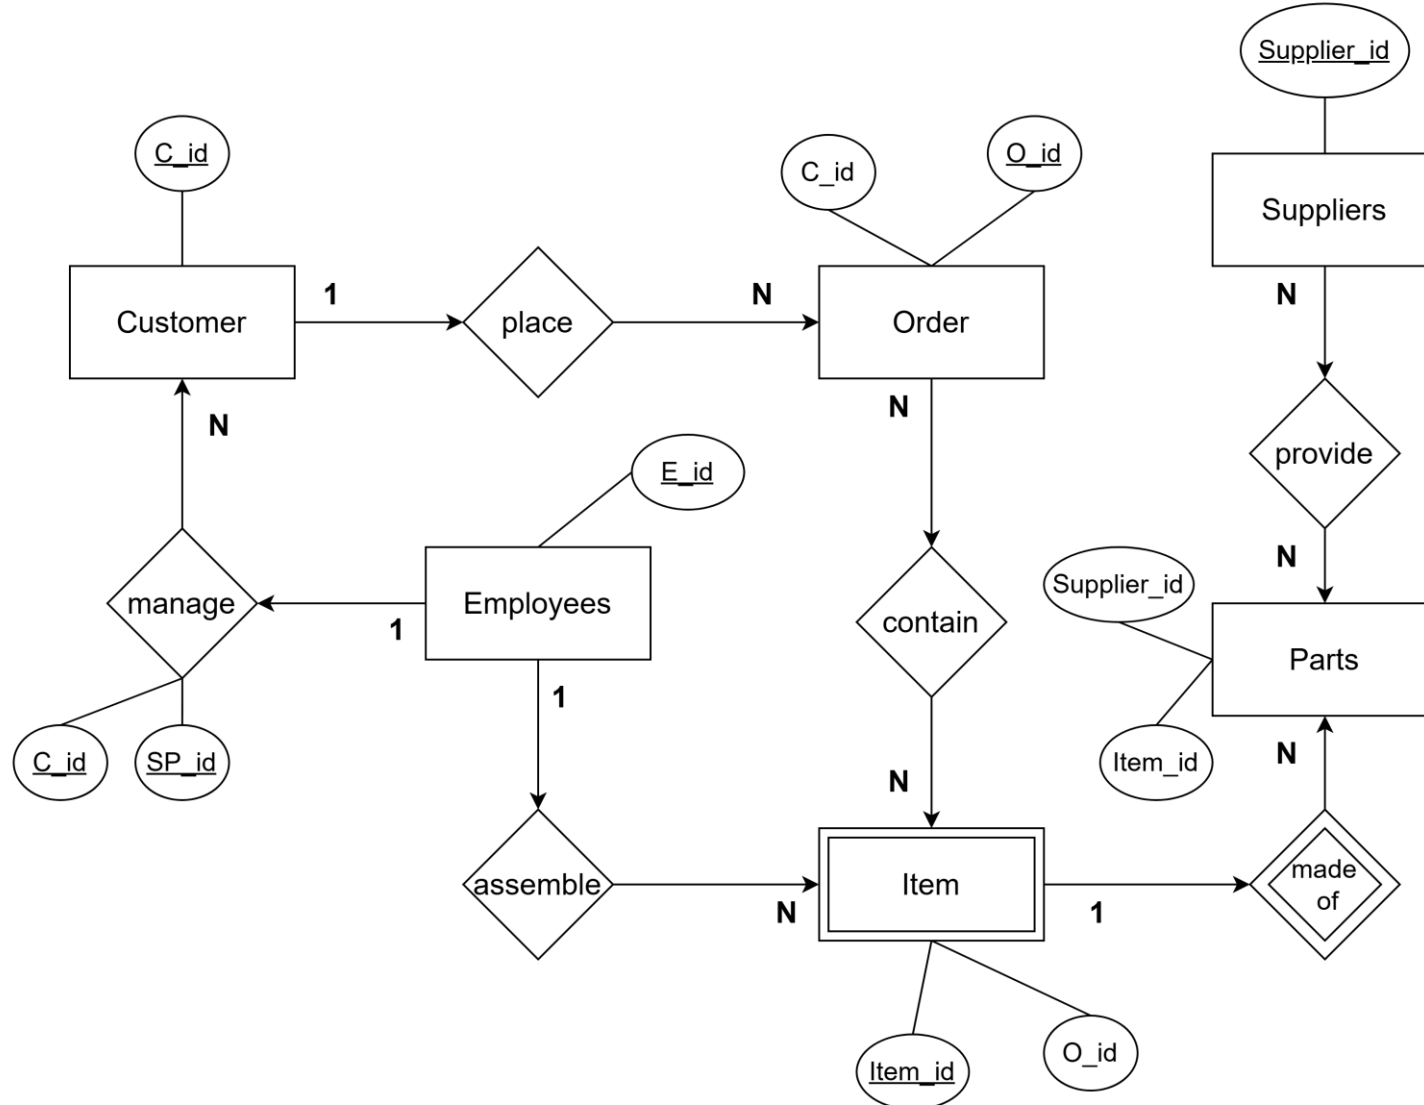 Supplier_id
C_id
C_id
O_id
Suppliers
Customer
1
place
N
Order
N
N
N
E_id
provide
manage
1
Employees
contain
N
Supplier_id
Parts
1
C_id
SP_id
Item_id
N
N
assemble
N
Item
1
made
of
Item_id
O_id